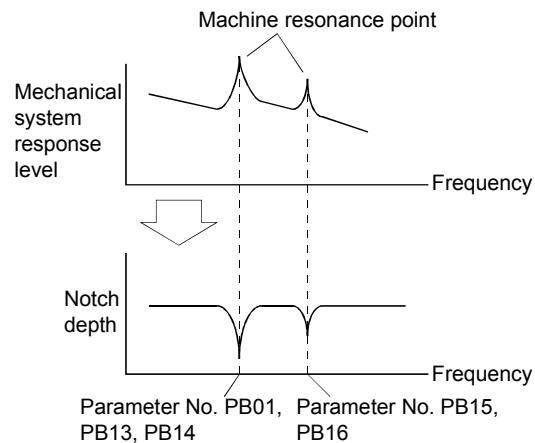 Machine resonance point
Mechanical
system
response
level
Frequency
Notch
depth
Frequency
Parameter No. PB01,
PB13, PB14
Parameter No. PB15,
PB16